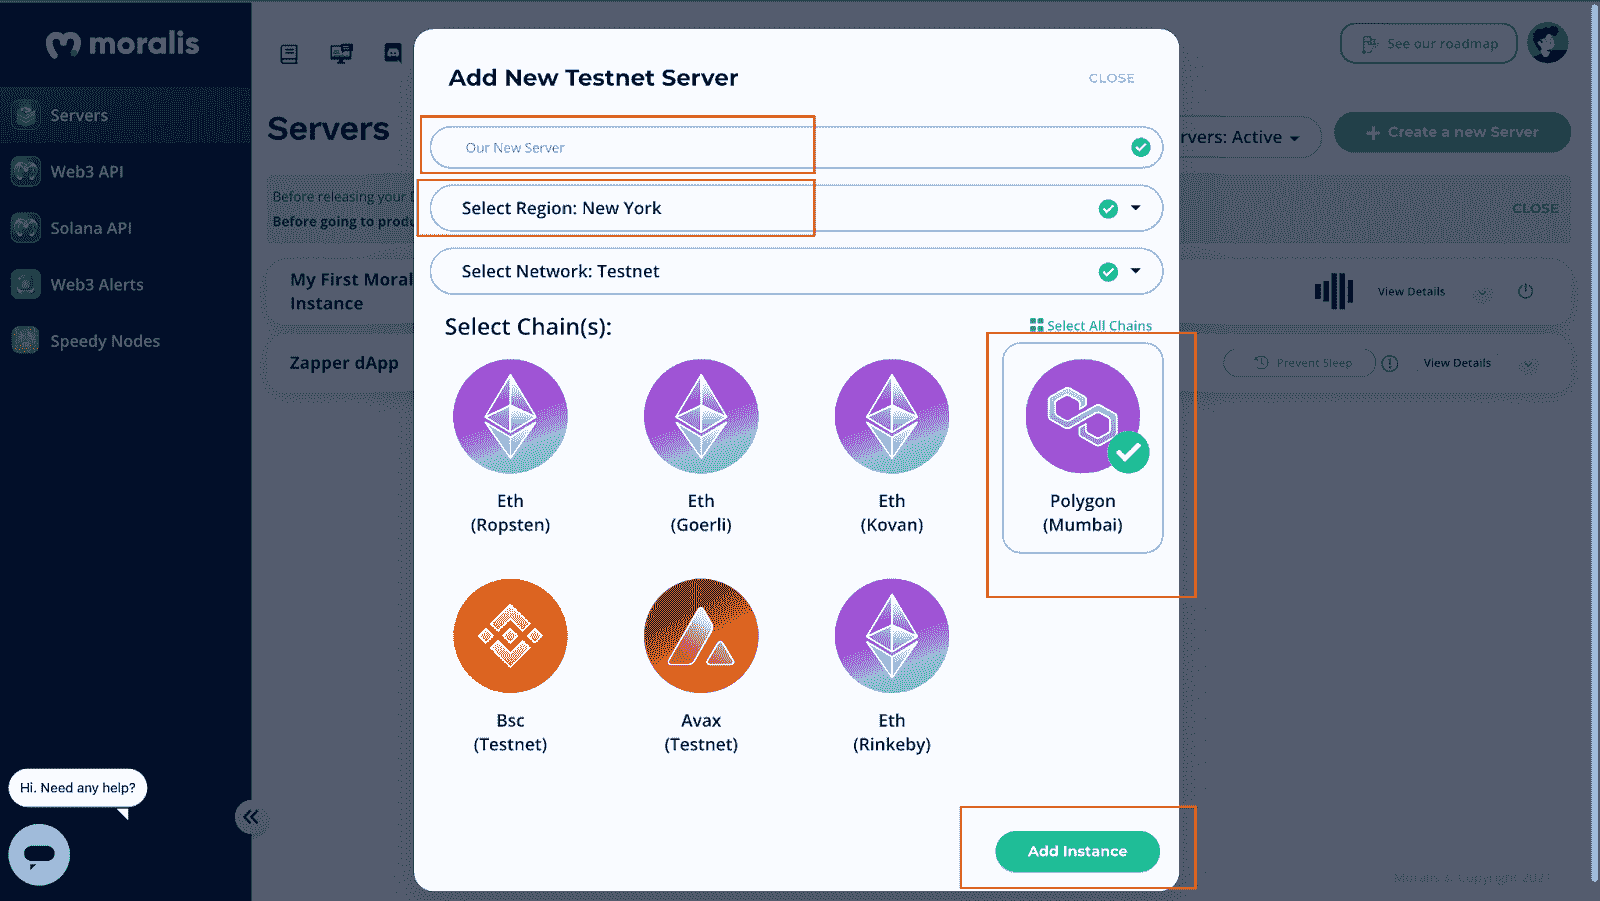 moralis
See our roadmap
Servers
Web3 API
Solana API
Web3 Alerts
Speedy Nodes
Servers
rvers: Active
Create a new Server
Before releasing your
Before going to produ
CLOSE
My First Moral
Instance
View Details
Zapper dApp
Prevent Sleep
View Details
Add New Testnet Server
CLOSE
Our New Server
Select Region: New York
Select Network: Testnet
Select Chain(s):
Select All Chains
Eth
(Ropsten)
Eth
(Goerli)
Eth
(Kovan)
Polygon
(Mumbai)
Bsc
(Testnet)
Avax
(Testnet)
Eth
(Rinkeby)
Add Instance
Hi. Need any help?
Moralis © Copyright 2021